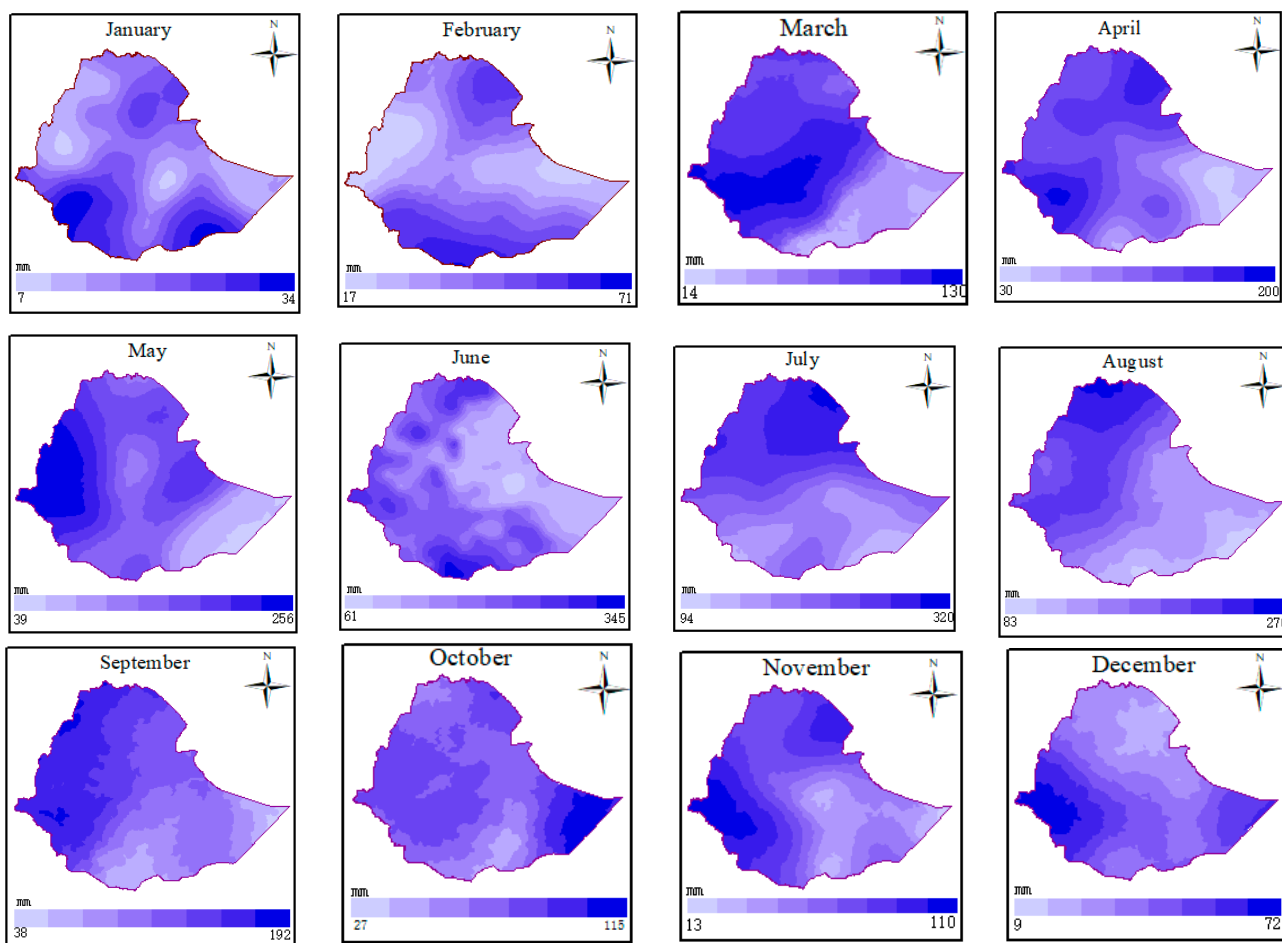 January
N
mm
7 34
February
N
mm
17 71
March
N
mm
14 130
April
N
mm
30 200
May
N
mm
39 256
June
N
mm
61 345
July
N
mm
94 320
August
N
mm
83
September
N
mm
38 192
October
N
mm
27 115
November
N
mm
13 110
December
N
mm
9 72